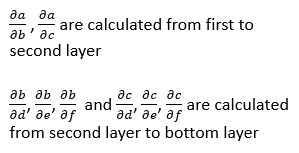 ∂a/∂b, ∂a/∂c are calculated from first to
second layer
∂b/∂d, ∂b/∂e, ∂b/∂f and ∂c/∂d, ∂c/∂e, ∂c/∂f are calculated
from second layer to bottom layer